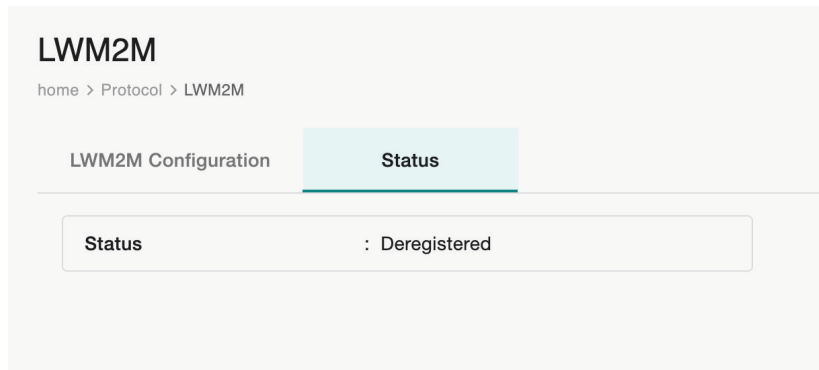 LWM2M
home > Protocol > LWM2M
LWM2M Configuration Status
Status : Deregistered